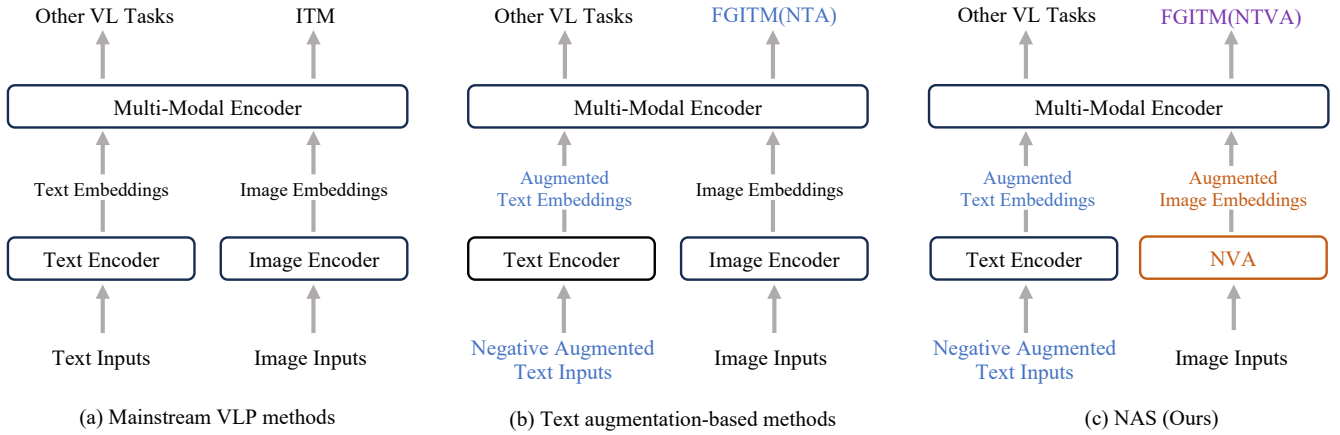 Other VL Tasks
ITM
Multi-Modal Encoder
Text Embeddings
Image Embeddings
Text Encoder
Image Encoder
Text Inputs
Image Inputs
(a) Mainstream VLP methods
Other VL Tasks
FGITM(NTA)
Multi-Modal Encoder
Augmented
Text Embeddings
Image Embeddings
Text Encoder
Image Encoder
Negative Augmented
Text Inputs
Image Inputs
(b) Text augmentation-based methods
Other VL Tasks
FGITM(NTVA)
Multi-Modal Encoder
Augmented
Text Embeddings
Augmented
Image Embeddings
Text Encoder
NVA
Negative Augmented
Text Inputs
Image Inputs
(c) NAS (Ours)